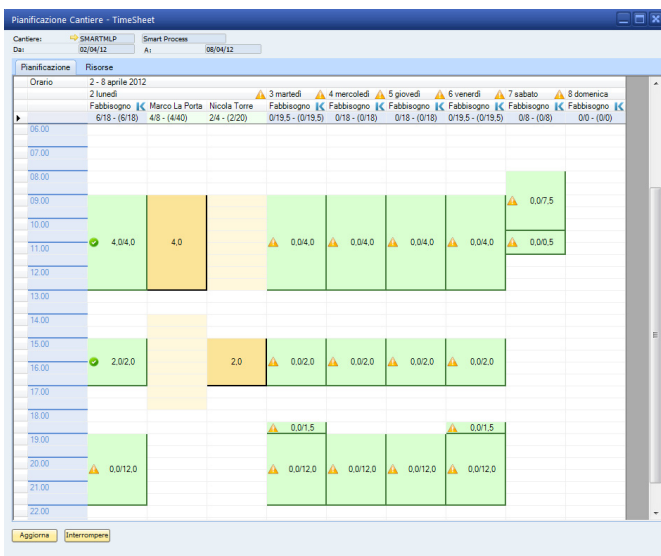 Pianificazione Cantiere - TimeSheet
Cantiere: SMARTMLP Smart Process
Da: 02/04/12 A: 08/04/12
Pianificazione Risorse
Orario 2 - 8 aprile 2012
2 lunedì 3 martedì 4 mercoledì 5 giovedì 6 venerdì 7 sabato 8 domenica
Fabbisogno Marco La Porta Nicola Torre Fabbisogno Fabbisogno Fabbisogno Fabbisogno Fabbisogno Fabbisogno
6/18 - (6/18) 4/8 - (4/40) 2/4 - (2/20) 0/19,5 - (0/19,5) 0/18 - (0/18) 0/18 - (0/18) 0/19,5 - (0/19,5) 0/8 - (0/8) 0/0 - (0/0)
06.00
07.00
08.00
09.00 0,0/7,5
10.00
4,0/4,0 4,0 0,0/4,0 0,0/4,0 0,0/4,0 0,0/4,0 0,0/0,5
11.00
12.00
13.00
14.00
15.00
2,0/2,0 2,0 0,0/2,0 0,0/2,0 0,0/2,0 0,0/2,0
16.00
17.00
18.00
0,0/1,5 0,0/1,5
19.00
20.00
0,0/12,0 0,0/12,0 0,0/12,0 0,0/12,0 0,0/12,0
21.00
22.00
Aggiorna Interrompere